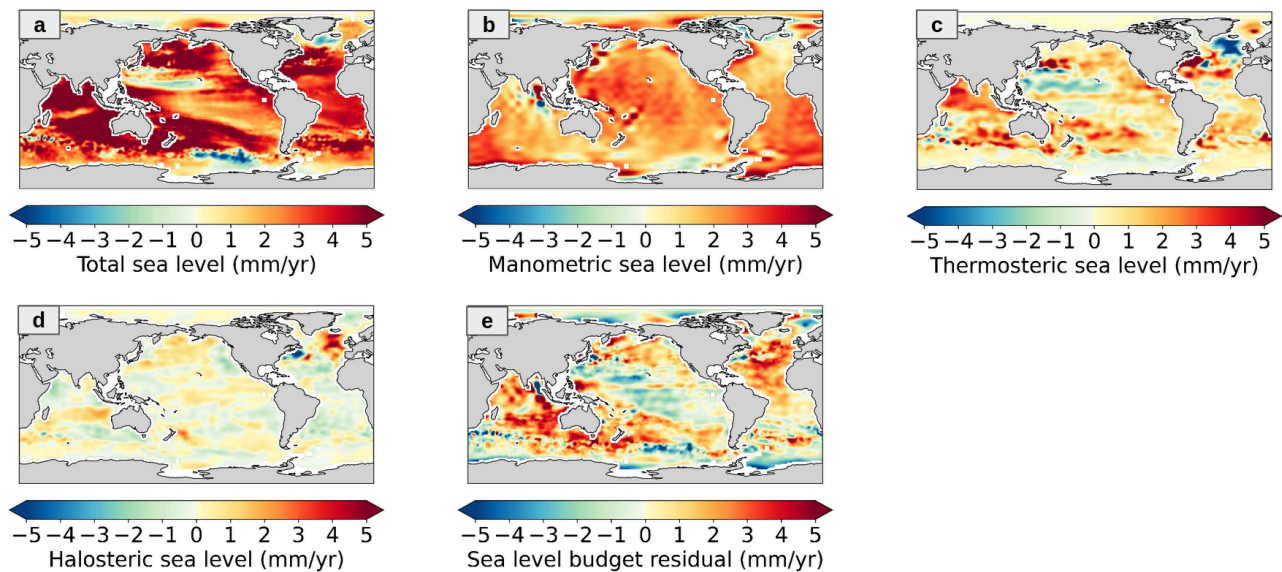 a
b
c
−5 −4 −3 −2 −1 0 1 2 3 4 5
Total sea level (mm/yr)
−5 −4 −3 −2 −1 0 1 2 3 4 5
Manometric sea level (mm/yr)
−5 −4 −3 −2 −1 0 1 2 3 4 5
Thermosteric sea level (mm/yr)
d
e
−5 −4 −3 −2 −1 0 1 2 3 4 5
Halosteric sea level (mm/yr)
−5 −4 −3 −2 −1 0 1 2 3 4 5
Sea level budget residual (mm/yr)